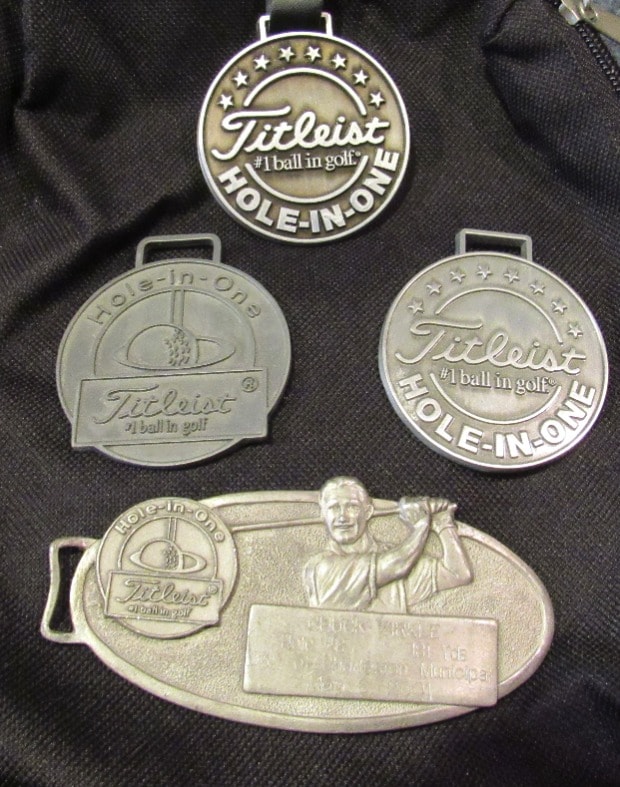 Titleist
#1 ball in golf.®
HOLE-IN-ONE
Hole-in-One
Titleist®
#1 ball in golf
Titleist
#1 ball in golf.®
HOLE-IN-ONE
Hole-in-One
Titleist®
#1 ball in golf
Yds
Municipal